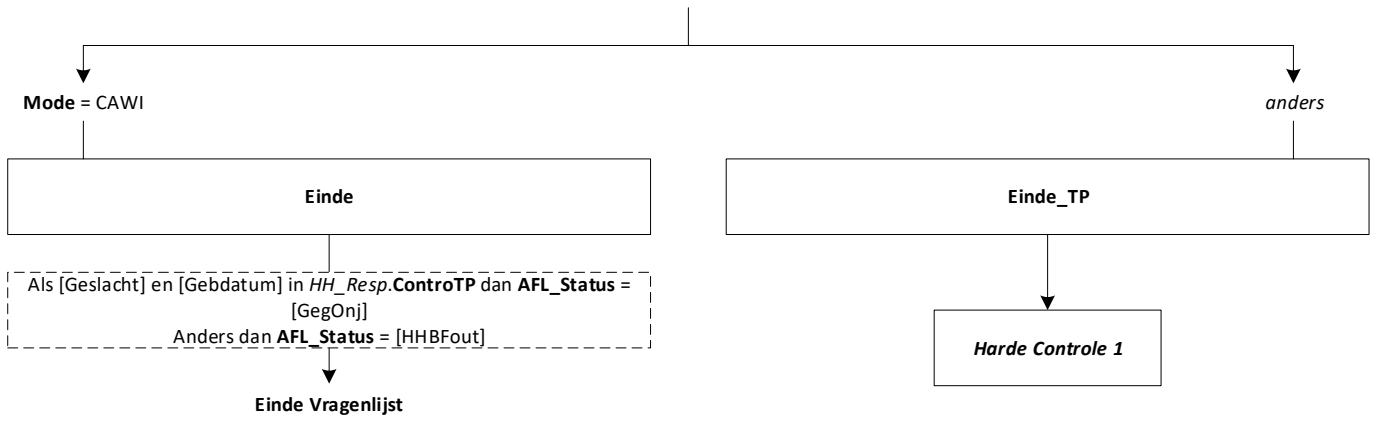 Mode = CAWI
anders
Einde
Einde_TP
Als [Geslacht] en [Gebdatum] in HH_Resp.ControTP dan AFL_Status =
[GegOnj]
Anders dan AFL_Status = [HHBFout]
Harde Controle 1
Einde Vragenlijst